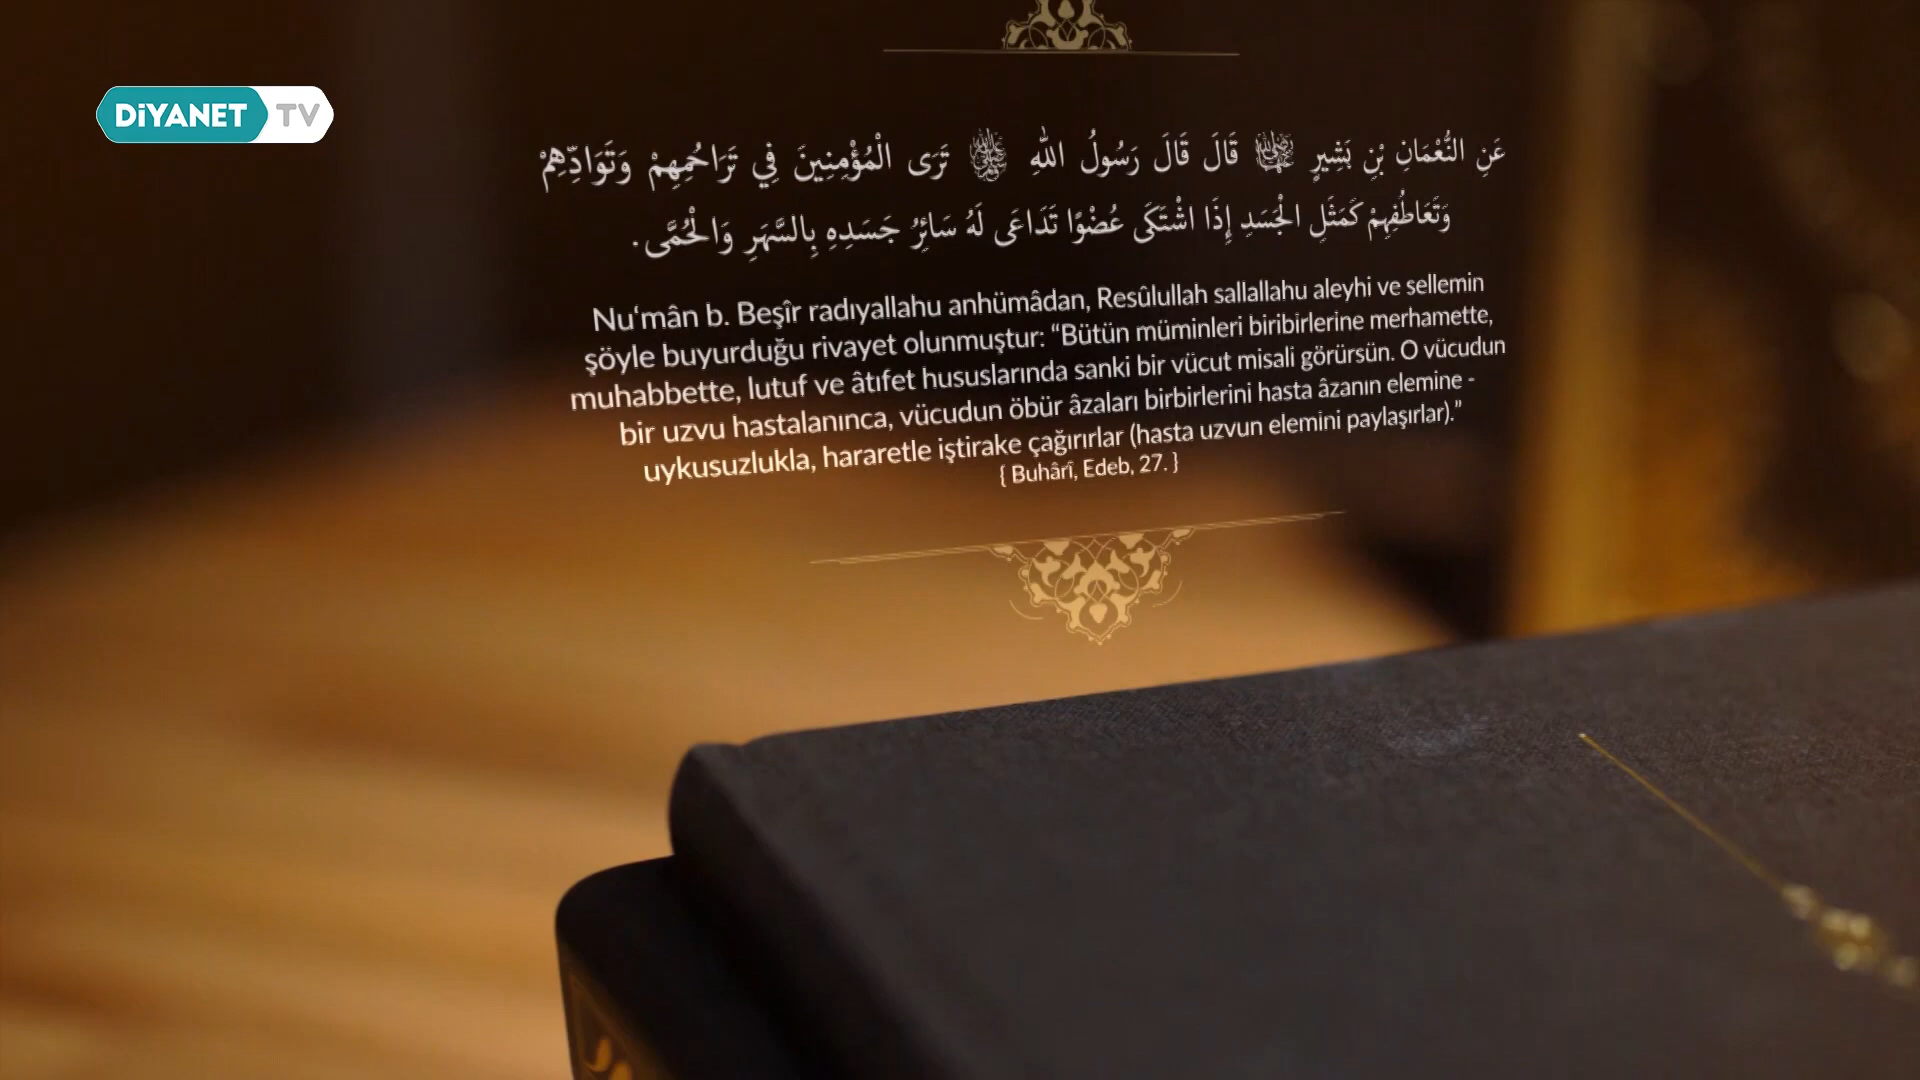 DİYANET TV
عَنِ النُّعْمَانِ بْنِ بَشِيرٍ ﷺ قَالَ قَالَ رَسُولُ اللهِ ﷺ تَرَى الْمُؤْمِنِينَ فِي تَرَاحُمِهِمْ وَتَوَادِّهِمْ
وَتَعَاطُفِهِمْ كَمَثَلِ الْجَسَدِ إِذَا اشْتَكَى عُضْوًا تَدَاعَى لَهُ سَائِرُ جَسَدِهِ بِالسَّهَرِ وَالْحُمَّى.
Nu‘mân b. Beşîr radıyallahu anhümâdan, Resûlullah sallallahu aleyhi ve sellemin
şöyle buyurduğu rivayet olunmuştur: “Bütün müminleri biribirlerine merhamette,
muhabbette, lutuf ve âtıfet hususlarında sanki bir vücut misali görürsün. O vücudun
bir uzvu hastalanınca, vücudun öbür âzaları birbirlerini hasta âzanın elemine -
uykusuzlukla, hararetle iştirake çağırırlar (hasta uzvun elemini paylaşırlar).”
{ Buhârî, Edeb, 27. }